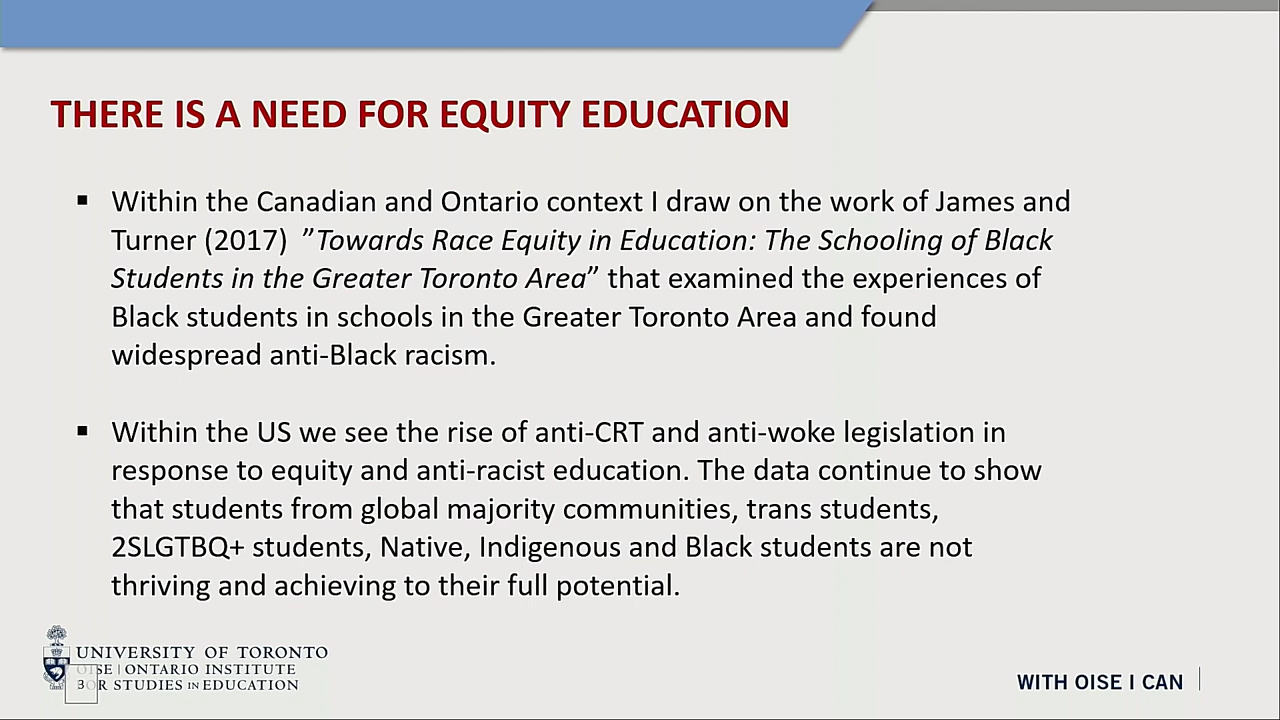 THERE IS A NEED FOR EQUITY EDUCATION
▪ Within the Canadian and Ontario context I draw on the work of James and
Turner (2017) ”Towards Race Equity in Education: The Schooling of Black
Students in the Greater Toronto Area” that examined the experiences of
Black students in schools in the Greater Toronto Area and found
widespread anti-Black racism.
▪ Within the US we see the rise of anti-CRT and anti-woke legislation in
response to equity and anti-racist education. The data continue to show
that students from global majority communities, trans students,
2SLGTBQ+ students, Native, Indigenous and Black students are not
thriving and achieving to their full potential.
UNIVERSITY OF TORONTO
OISE | ONTARIO INSTITUTE
3
FOR STUDIES IN EDUCATION
WITH OISE I CAN